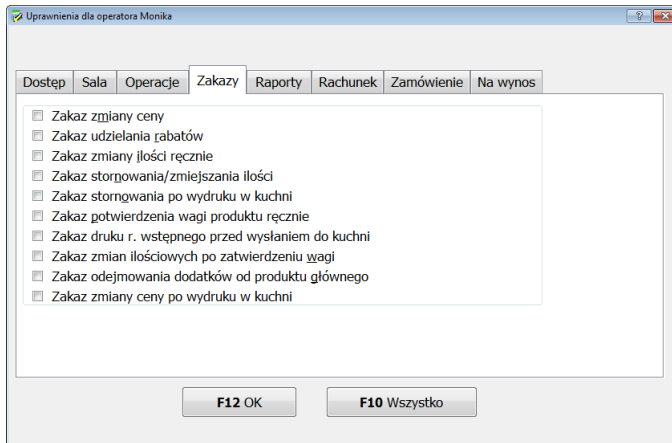 Uprawnienia dla operatora Monika
Dostęp Sala Operacje Zakazy Raporty Rachunek Zamówienie Na wynos
Zakaz zmiany ceny
Zakaz udzielania rabatów
Zakaz zmiany ilości ręcznie
Zakaz stornowania/zmiejszania ilości
Zakaz stornowania po wydruku w kuchni
Zakaz potwierdzenia wagi produktu ręcznie
Zakaz druku r. wstępnego przed wysłaniem do kuchni
Zakaz zmian ilościowych po zatwierdzeniu wagi
Zakaz odejmowania dodatków od produktu głównego
Zakaz zmiany ceny po wydruku w kuchni
F12 OK F10 Wszystko